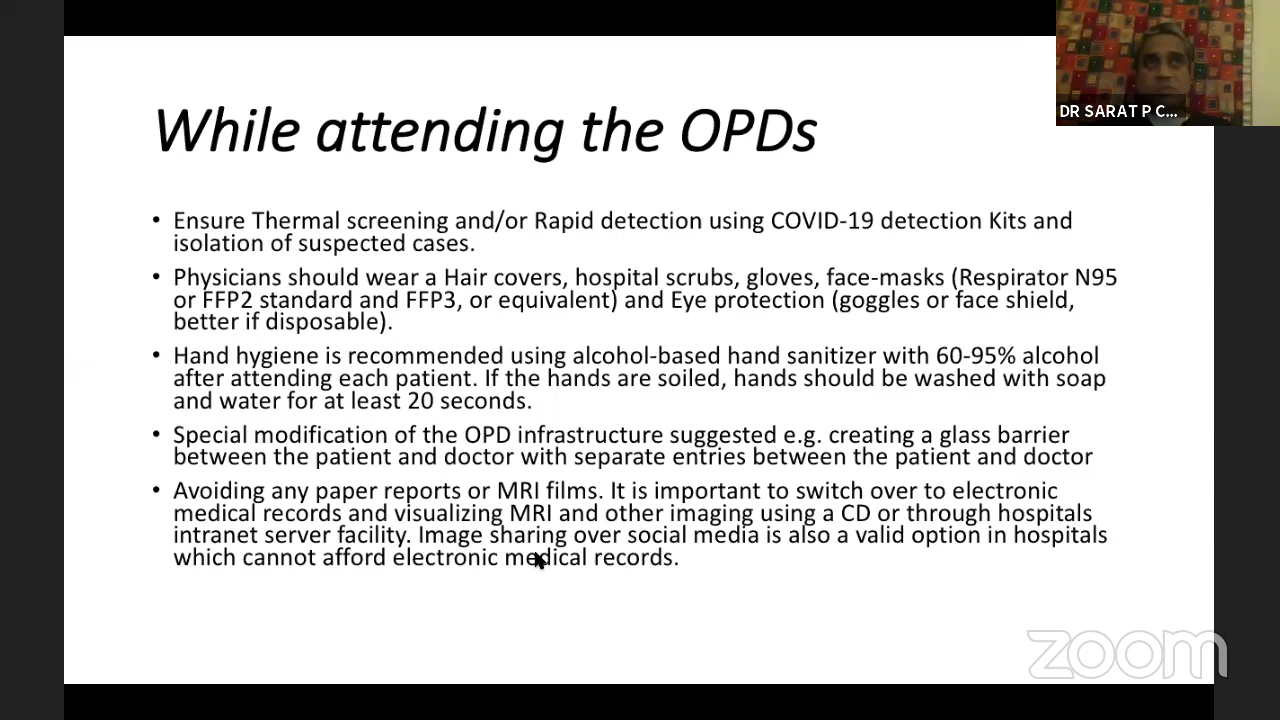 DR SARAT P C...
While attending the OPDs
• Ensure Thermal screening and/or Rapid detection using COVID-19 detection Kits and
isolation of suspected cases.
• Physicians should wear a Hair covers, hospital scrubs, gloves, face-masks (Respirator N95
or FFP2 standard and FFP3, or equivalent) and Eye protection (goggles or face shield,
better if disposable).
• Hand hygiene is recommended using alcohol-based hand sanitizer with 60-95% alcohol
after attending each patient. If the hands are soiled, hands should be washed with soap
and water for at least 20 seconds.
• Special modification of the OPD infrastructure suggested e.g. creating a glass barrier
between the patient and doctor with separate entries between the patient and doctor
• Avoiding any paper reports or MRI films. It is important to switch over to electronic
medical records and visualizing MRI and other imaging using a CD or through hospitals
intranet server facility. Image sharing over social media is also a valid option in hospitals
which cannot afford electronic medical records.
zoom